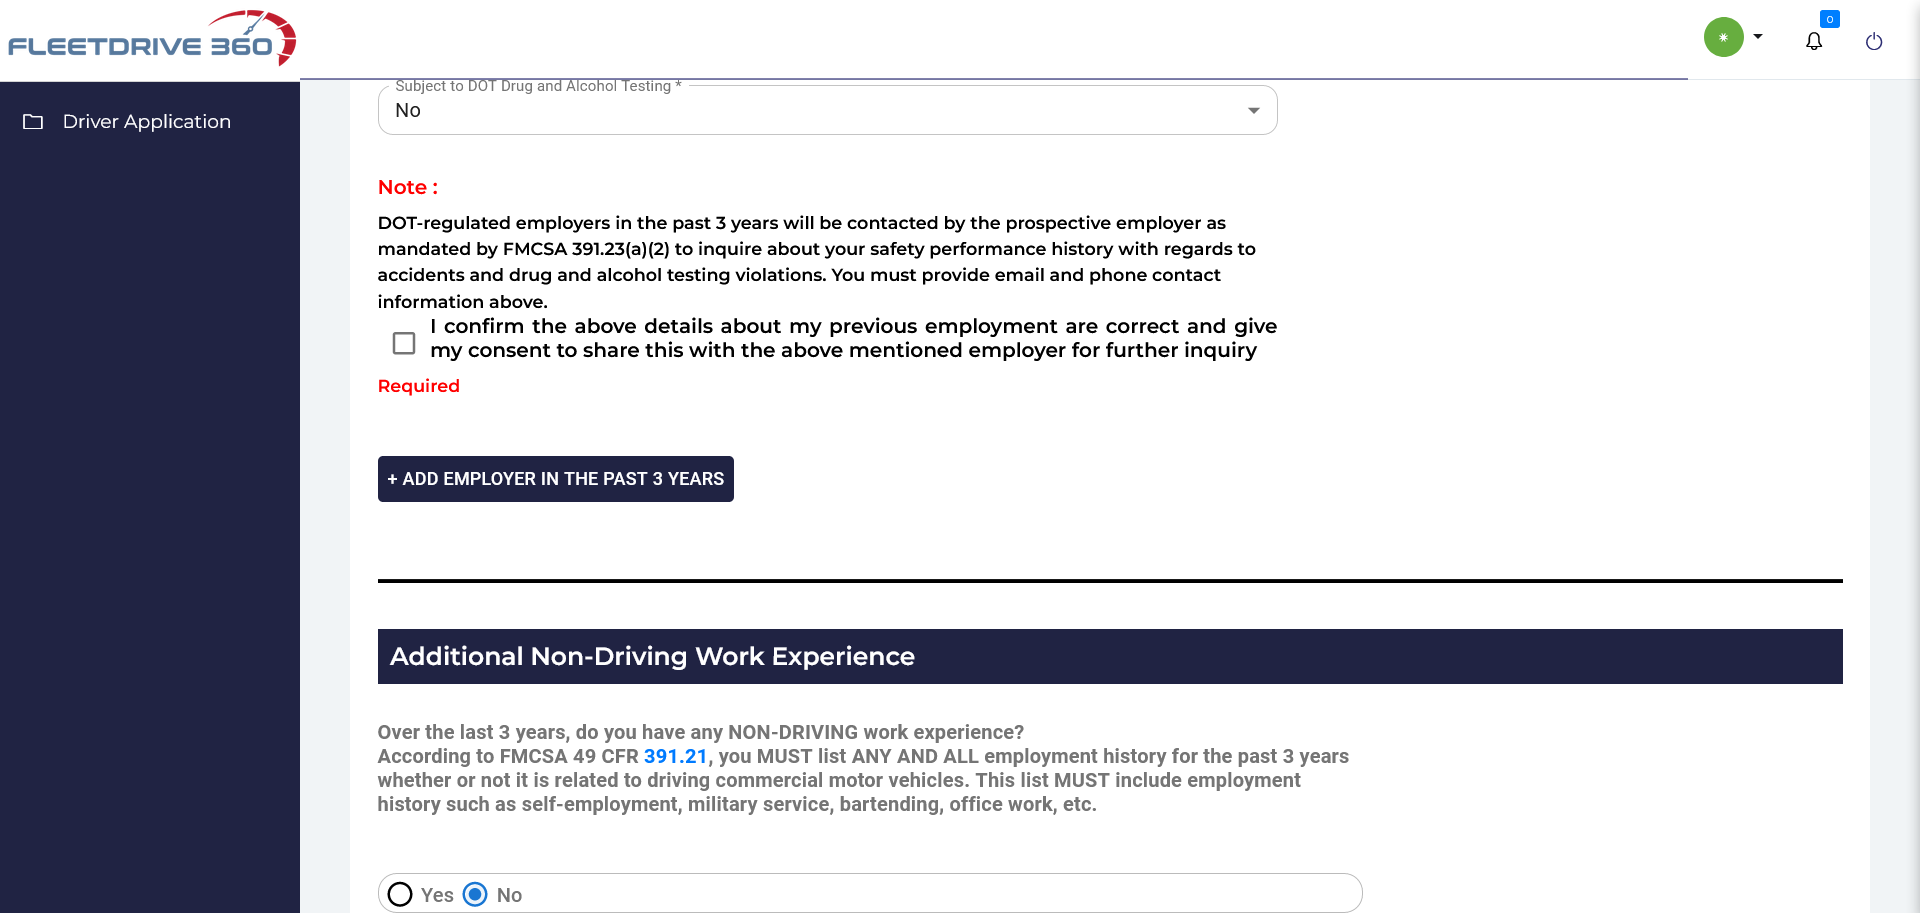 FLEETDRIVE 360
0
Driver Application
Subject to DOT Drug and Alcohol Testing *
No
Note :
DOT-regulated employers in the past 3 years will be contacted by the prospective employer as
mandated by FMCSA 391.23(a)(2) to inquire about your safety performance history with regards to
accidents and drug and alcohol testing violations. You must provide email and phone contact
information above.
I confirm the above details about my previous employment are correct and give
my consent to share this with the above mentioned employer for further inquiry
Required
+ ADD EMPLOYER IN THE PAST 3 YEARS
Additional Non-Driving Work Experience
Over the last 3 years, do you have any NON-DRIVING work experience?
According to FMCSA 49 CFR 391.21, you MUST list ANY AND ALL employment history for the past 3 years
whether or not it is related to driving commercial motor vehicles. This list MUST include employment
history such as self-employment, military service, bartending, office work, etc.
Yes No